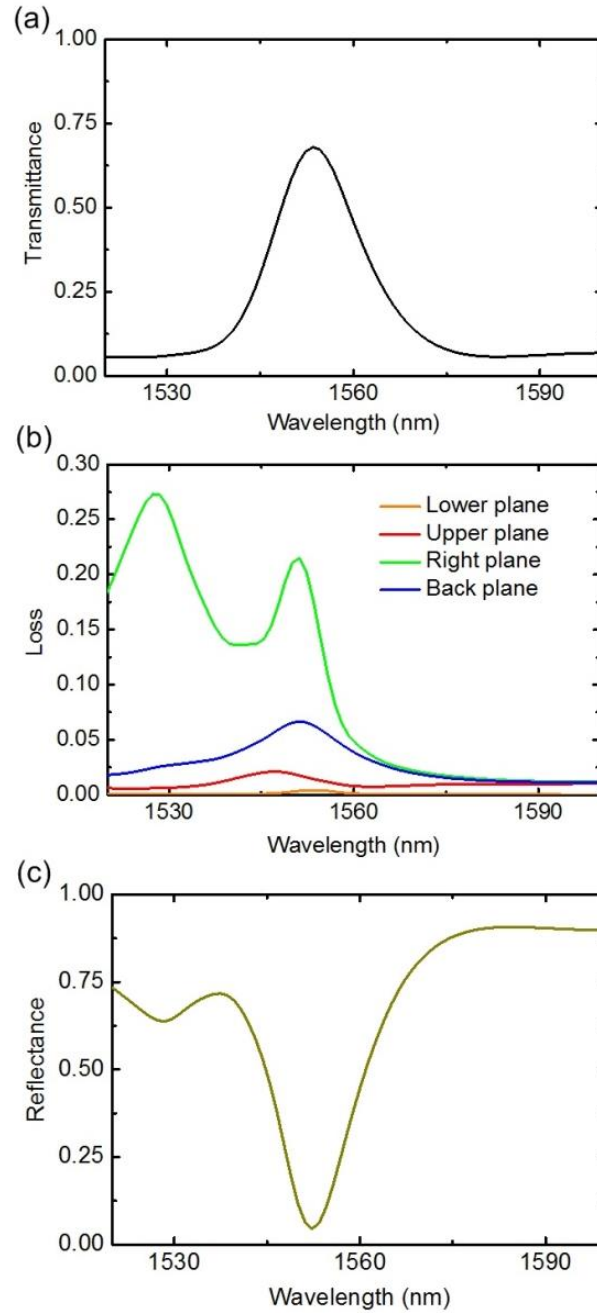 (a)
1.00
0.75
0.50
0.25
0.00
Transmittance
1530 1560 1590
Wavelength (nm)
(b)
0.30
0.25
0.20
0.15
0.10
0.05
0.00
Loss
Lower plane
Upper plane
Right plane
Back plane
1530 1560 1590
Wavelength (nm)
(c)
1.00
0.75
0.50
0.25
0.00
Reflectance
1530 1560 1590
Wavelength (nm)